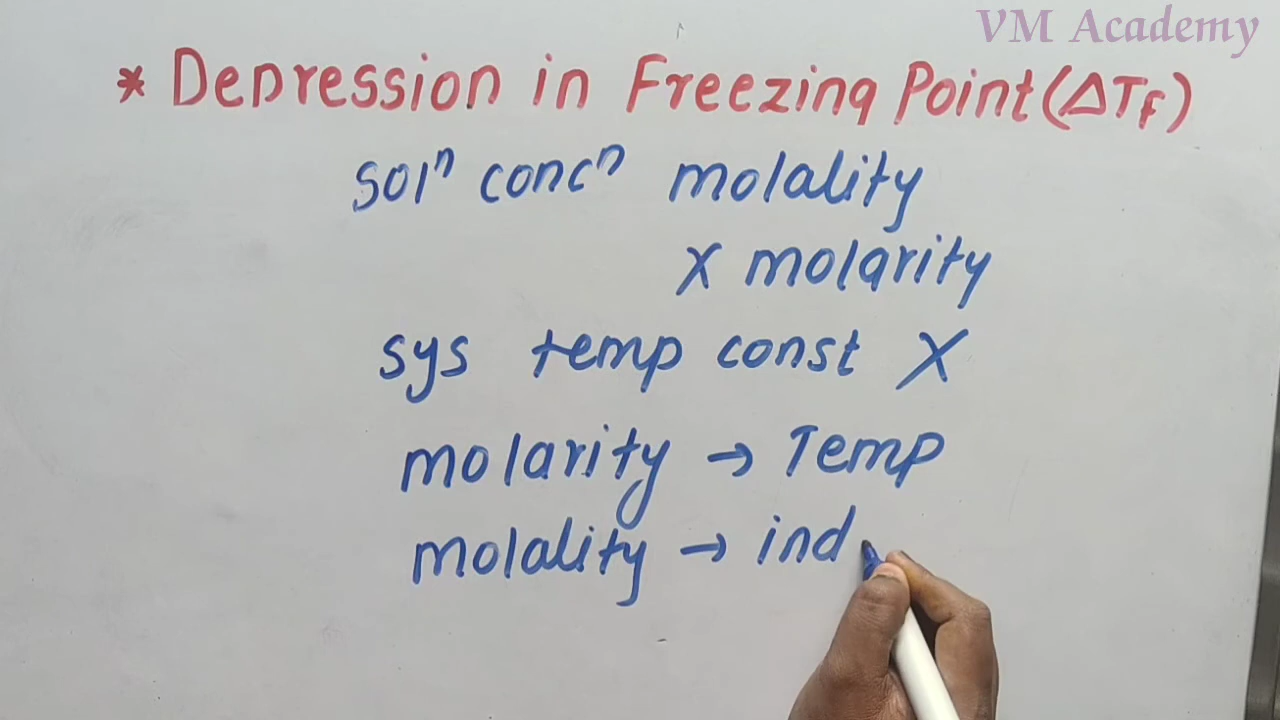 VM Academy
* Depression in Freezing Point (ΔTf)
solⁿ concⁿ molality
X molarity
sys temp const X
molarity → Temp
molality → ind